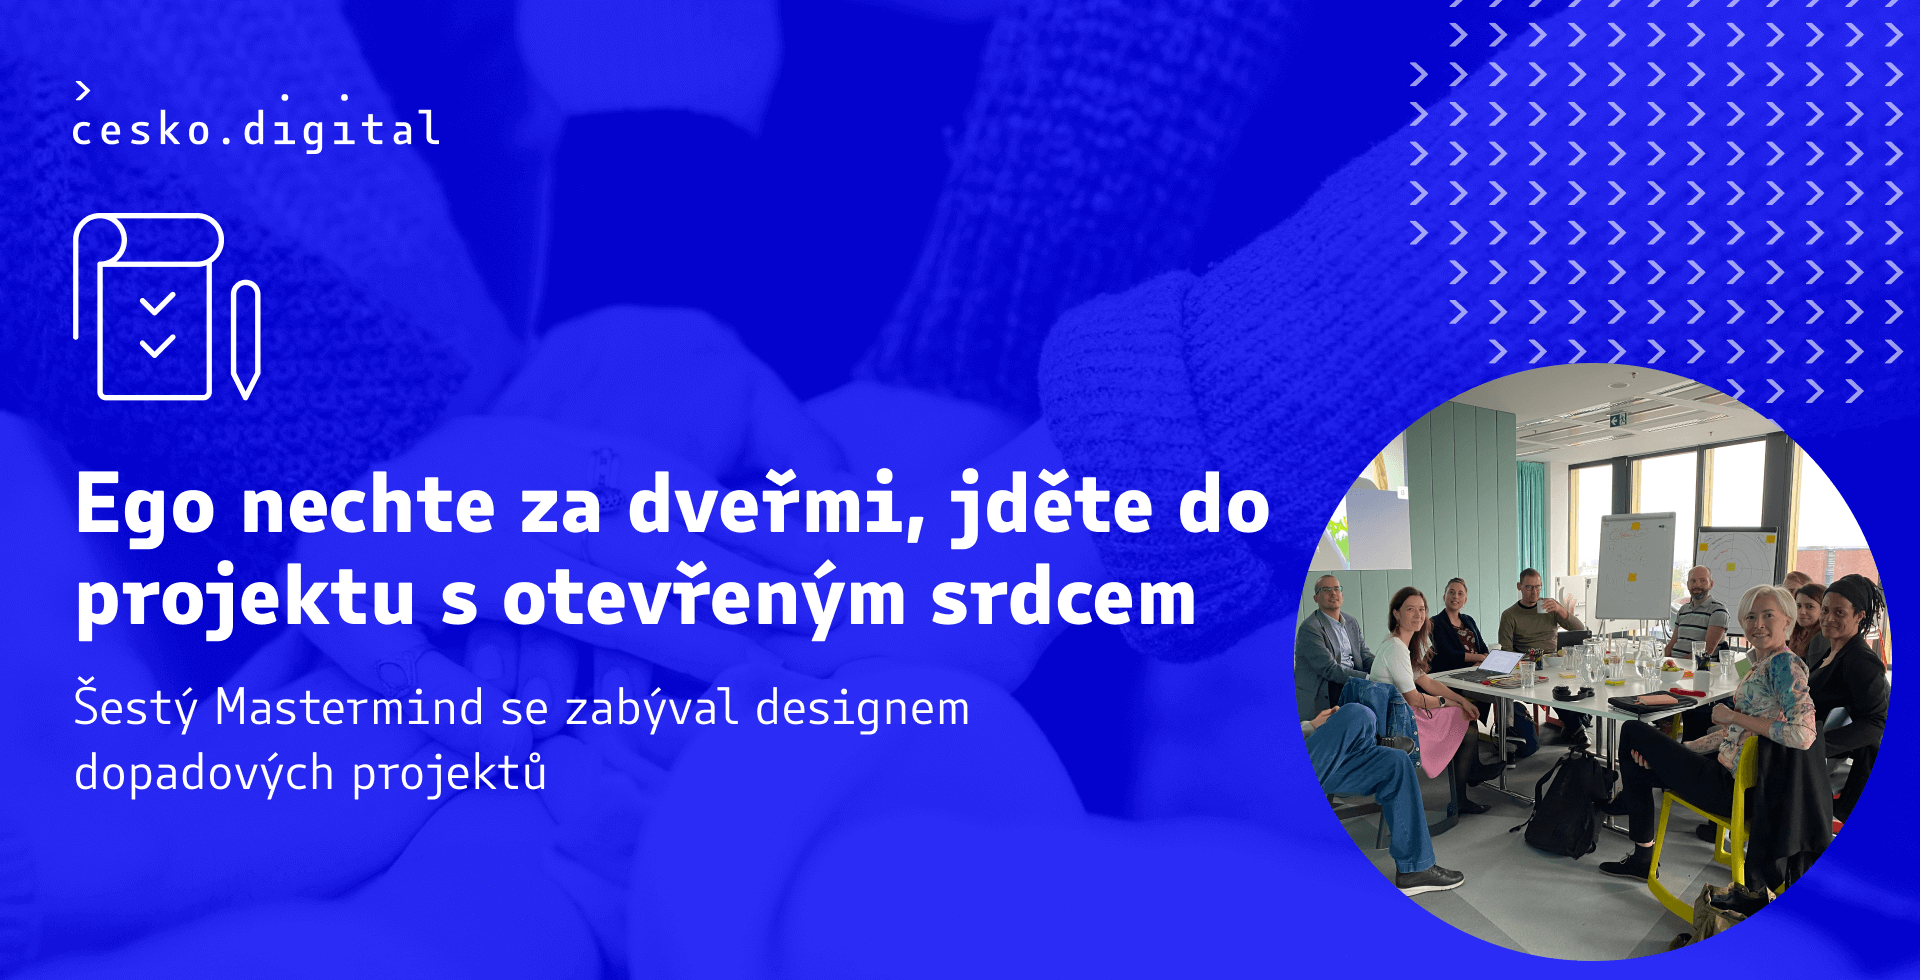 cesko.digital
Ego nechte za dveřmi, jděte do
projektu s otevřeným srdcem
Šestý Mastermind se zabýval designem
dopadových projektů